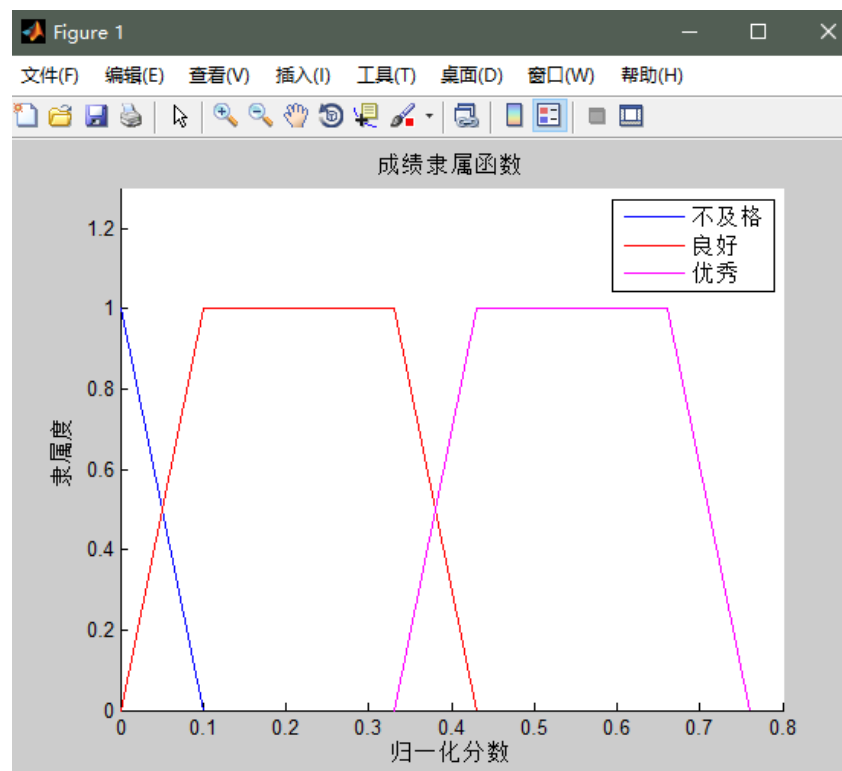 Figure 1
文件(F) 编辑(E) 查看(V) 插入(I) 工具(T) 桌面(D) 窗口(W) 帮助(H)
成绩隶属函数
不及格
良好
优秀
1.2
1
0.8
0.6
0.4
0.2
0
隶属度
0 0.1 0.2 0.3 0.4 0.5 0.6 0.7 0.8
归一化分数